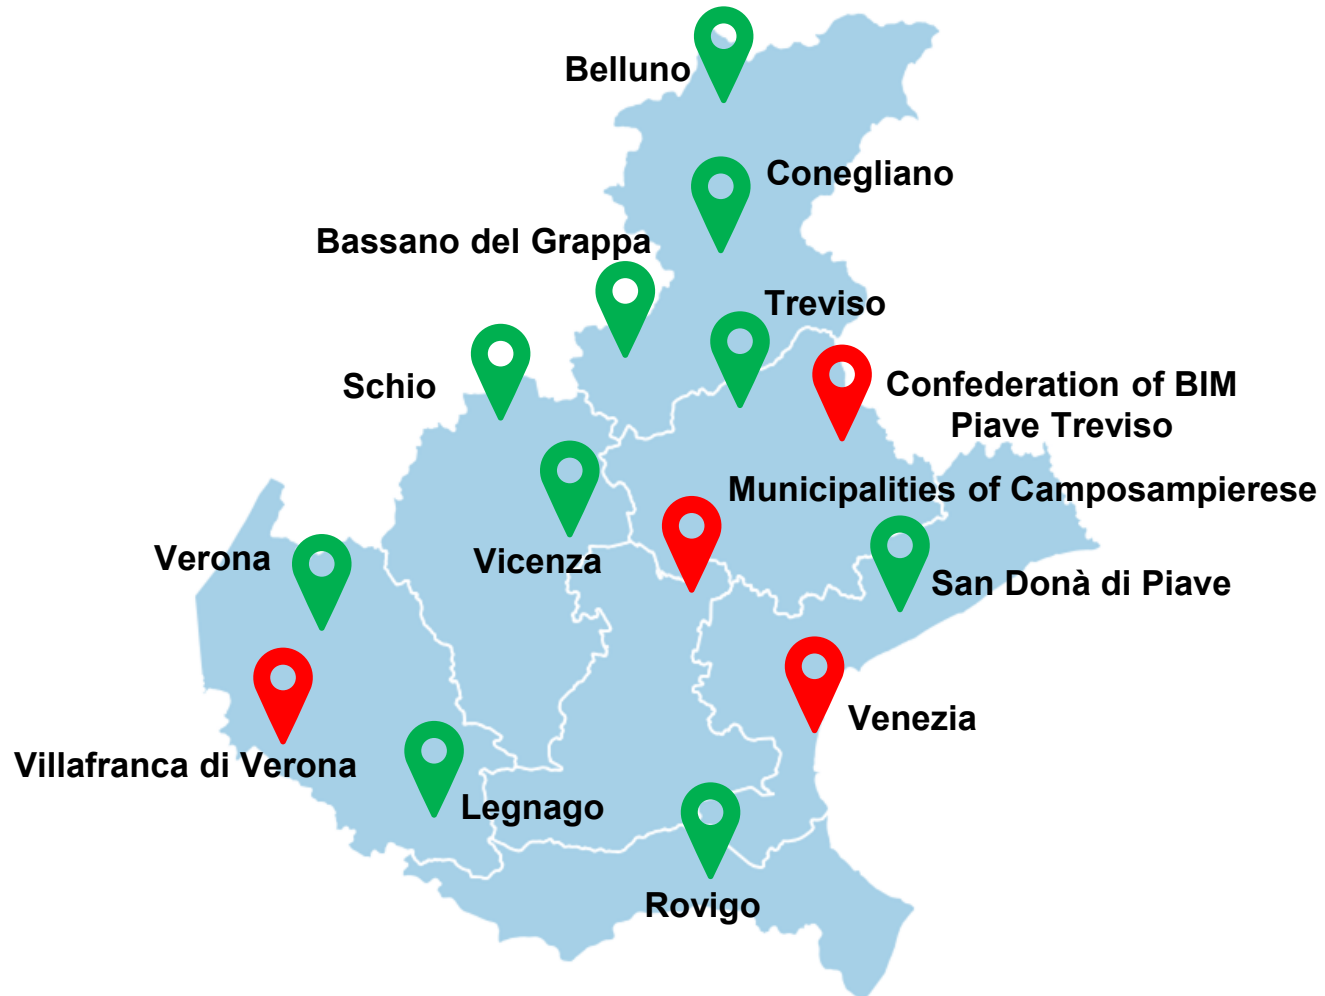 Belluno
Conegliano
Bassano del Grappa
Treviso
Schio
Confederation of BIM
Piave Treviso
Municipalities of Camposampierese
Verona
Vicenza
San Donà di Piave
Venezia
Villafranca di Verona
Legnago
Rovigo